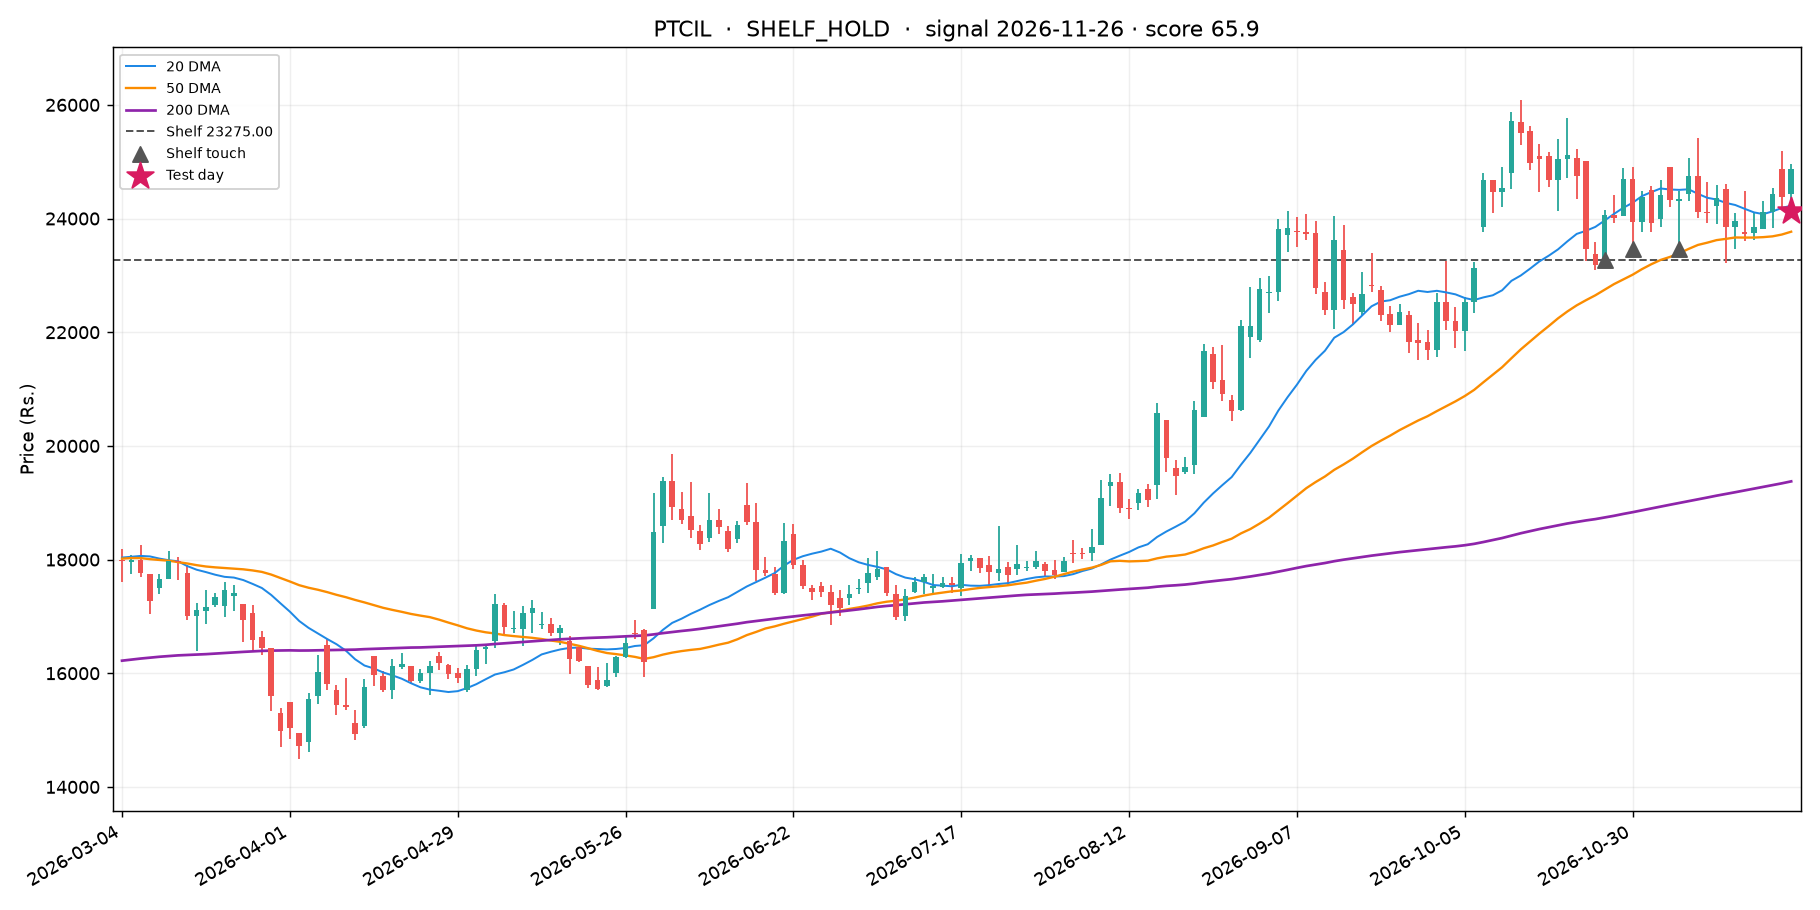 PTCIL · SHELF_HOLD · signal 2026-11-26 · score 65.9
20 DMA
50 DMA
200 DMA
Shelf 23275.00
Shelf touch
Test day
Price (Rs.)
26000
24000
22000
20000
18000
16000
14000
2026-03-04
2026-04-01
2026-04-29
2026-05-26
2026-06-22
2026-07-17
2026-08-12
2026-09-07
2026-10-05
2026-10-30